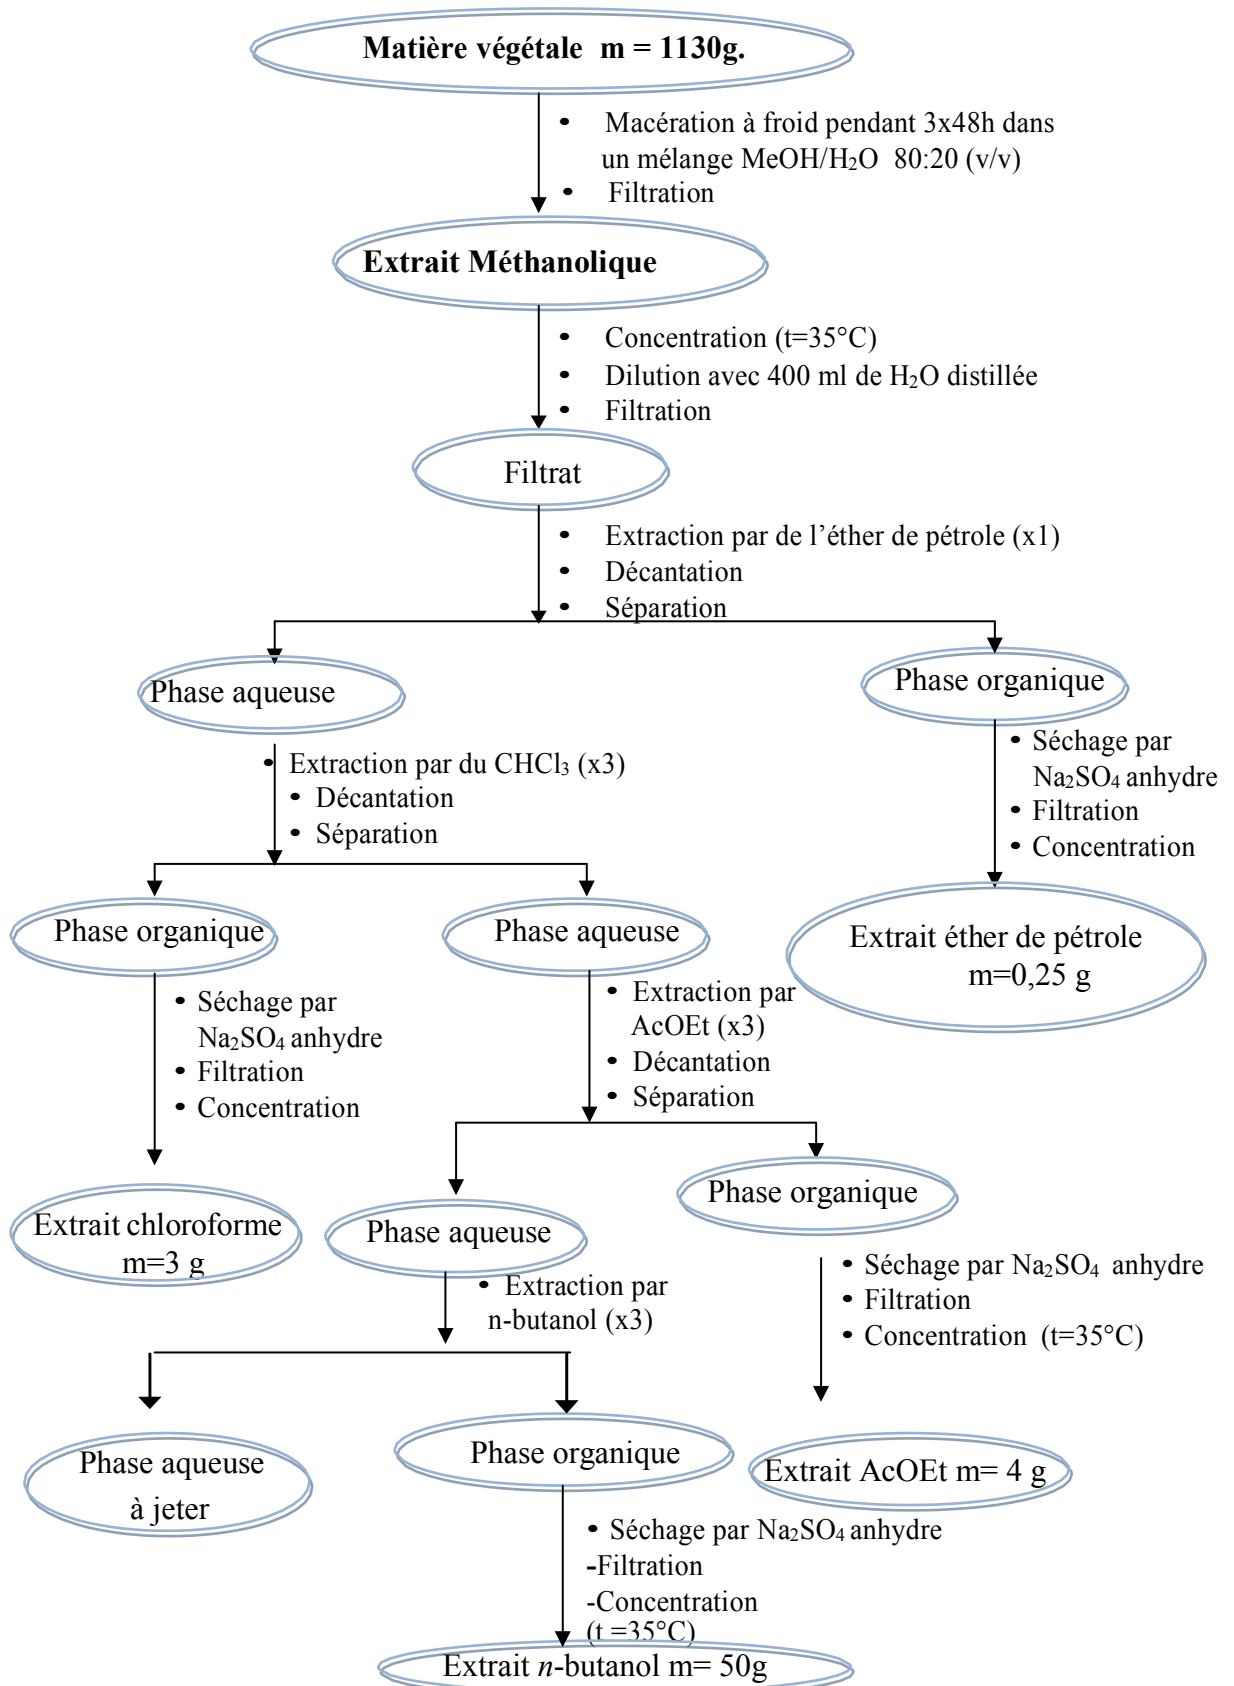 Matière végétale m = 1130g.
• Macération à froid pendant 3x48h dans
un mélange MeOH/H₂O 80:20 (v/v)
• Filtration
Extrait Méthanolique
• Concentration (t=35°C)
• Dilution avec 400 ml de H₂O distillée
• Filtration
Filtrat
• Extraction par de l'éther de pétrole (x1)
• Décantation
• Séparation
Phase aqueuse
Phase organique
• Extraction par du CHCl₃ (x3)
• Décantation
• Séparation
• Séchage par
Na₂SO₄ anhydre
• Filtration
• Concentration
Phase organique
Phase aqueuse
Extrait éther de pétrole
m=0,25 g
• Séchage par
Na₂SO₄ anhydre
• Filtration
• Concentration
• Extraction par
AcOEt (x3)
• Décantation
• Séparation
Extrait chloroforme
m=3 g
Phase aqueuse
Phase organique
• Extraction par
n-butanol (x3)
• Séchage par Na₂SO₄ anhydre
• Filtration
• Concentration (t=35°C)
Phase aqueuse
à jeter
Phase organique
Extrait AcOEt m= 4 g
• Séchage par Na₂SO₄ anhydre
-Filtration
-Concentration
(t =35°C)
Extrait n-butanol m= 50g